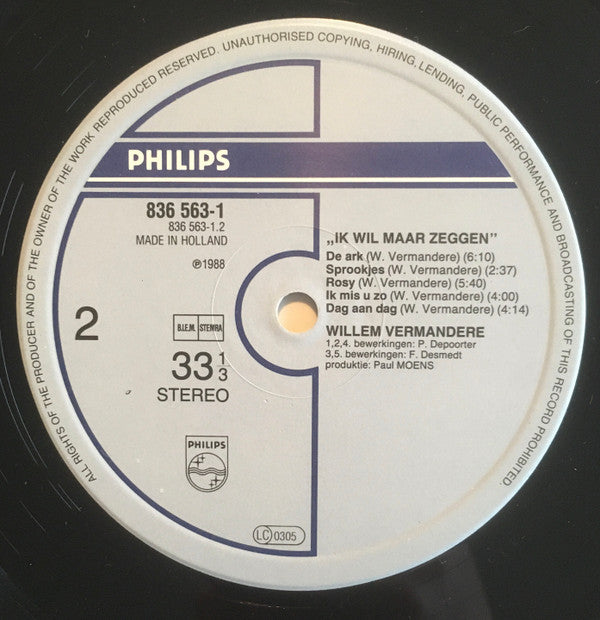 ALL RIGHTS OF THE PRODUCER AND OF THE OWNER OF THE WORK REPRODUCED RESERVED. UNAUTHORISED COPYING, HIRING, LENDING, PUBLIC PERFORMANCE AND BROADCASTING OF THIS RECORD PROHIBITED.
PHILIPS
836 563-1
836 563-1.2
MADE IN HOLLAND
℗1988
2
B.I.E.M. STEMRA
33 1/3
STEREO
PHILIPS
LC 0305
„IK WIL MAAR ZEGGEN”
De ark (W. Vermandere) (6:10)
Sprookjes (W. Vermandere) (2:37)
Rosy (W. Vermandere) (5:40)
Ik mis u zo (W. Vermandere) (4:00)
Dag aan dag (W. Vermandere) (4:14)
WILLEM VERMANDERE
1,2,4. bewerkingen: P. Depoorter
3,5. bewerkingen: F. Desmedt
produktie: Paul MOENS